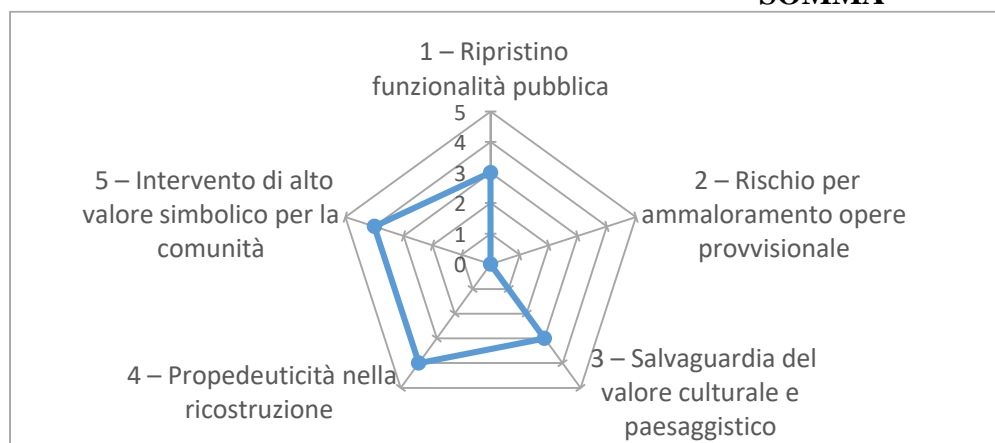 SOMMA
1 – Ripristino
funzionalità pubblica
5
4
3
2
1
0
2 – Rischio per
ammaloramento opere
provvisionale
3 – Salvaguardia del
valore culturale e
paesaggistico
4 – Propedeuticità nella
ricostruzione
5 – Intervento di alto
valore simbolico per la
comunità